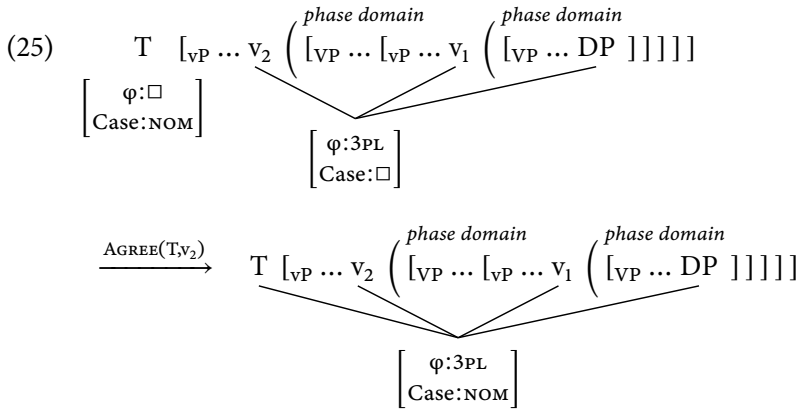 phase domain phase domain
(25) T [vP … v2 ( [VP … [vP … v1 ( [VP … DP ] ] ] ] ]
[ φ:□ Case:NOM ]
[ φ:3PL Case:□ ]
phase domain phase domain
AGREE(T,v2) T [vP … v2 ( [VP … [vP … v1 ( [VP … DP ] ] ] ] ]
[ φ:3PL Case:NOM ]